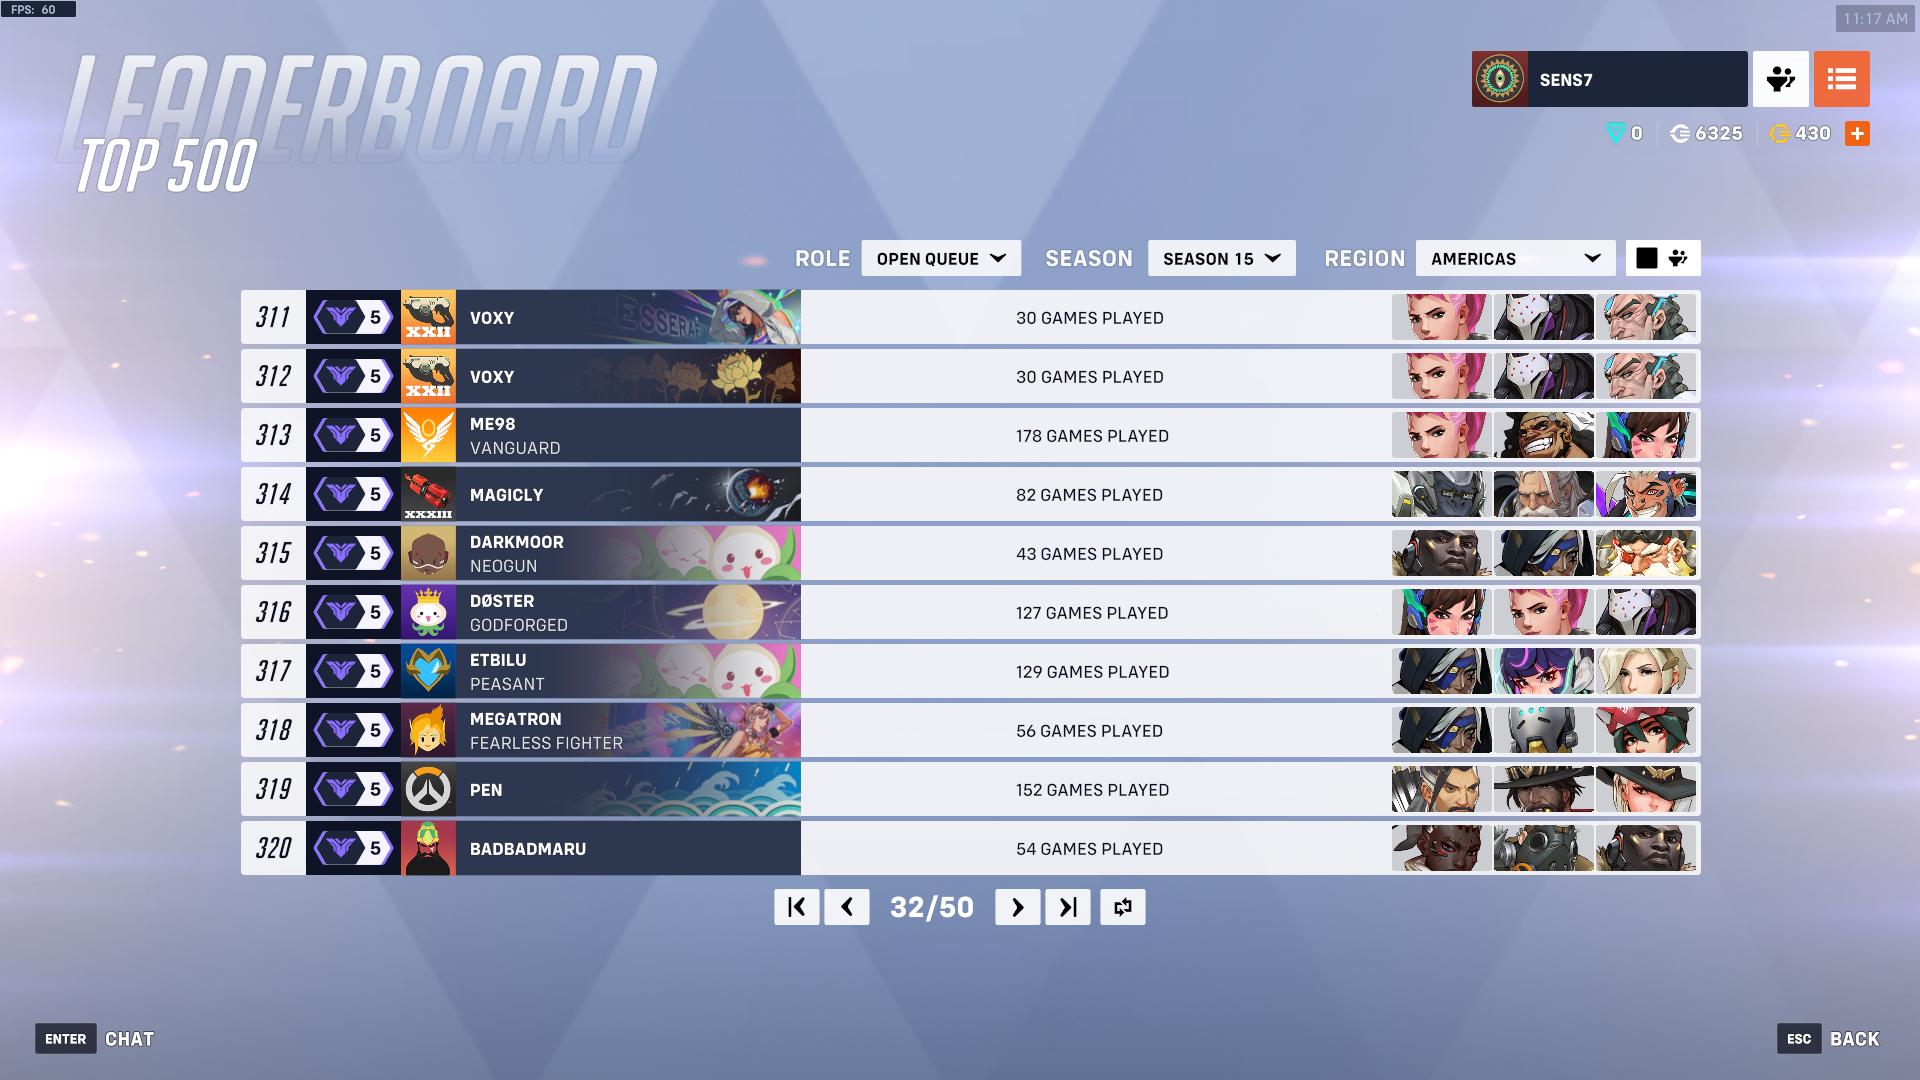 FPS: 60
11:17 AM
LEADERBOARD
TOP 500
SENS7
0 6325 430
ROLE OPEN QUEUE SEASON SEASON 15 REGION AMERICAS
311 5 XXII VOXY LESSERAFIM 30 GAMES PLAYED
312 5 XXII VOXY 30 GAMES PLAYED
313 5 ME98 178 GAMES PLAYED
VANGUARD
314 5 XXXIII MAGICLY 82 GAMES PLAYED
315 5 DARKMOOR 43 GAMES PLAYED
NEOGUN
316 5 DØSTER 127 GAMES PLAYED
GODFORGED
317 5 ETBILU 129 GAMES PLAYED
PEASANT
318 5 MEGATRON 56 GAMES PLAYED
FEARLESS FIGHTER
319 5 PEN 152 GAMES PLAYED
320 5 BADBADMARU 54 GAMES PLAYED
32/50
ENTER CHAT
ESC BACK